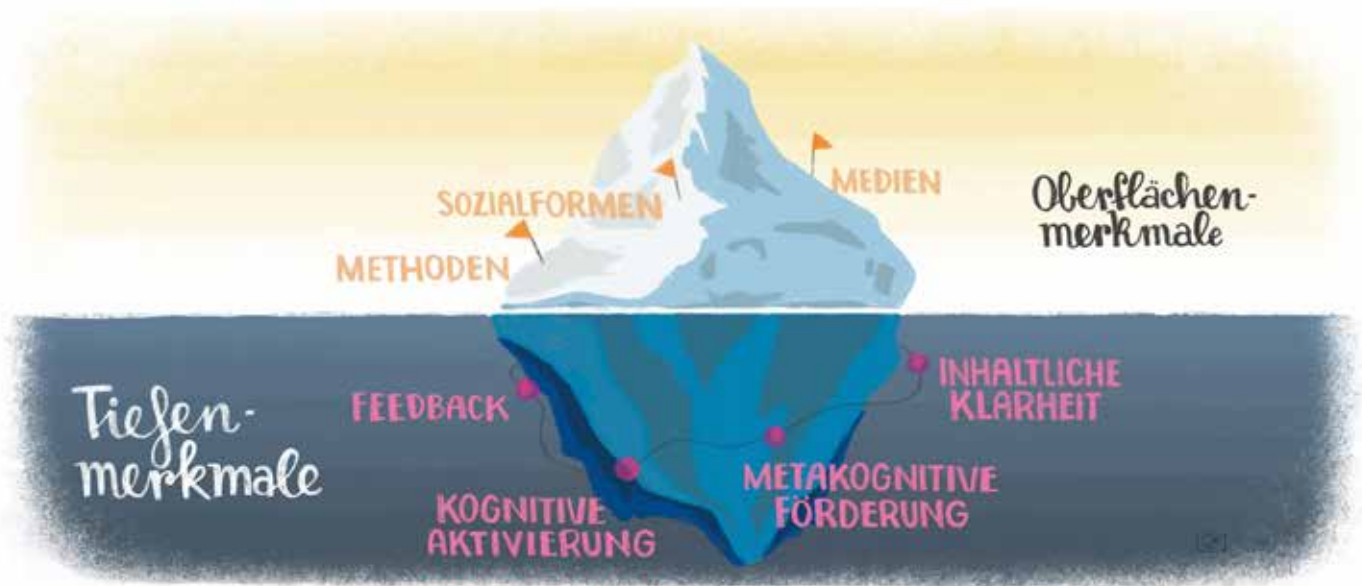 SOZIALFORMEN
MEDIEN
METHODEN
Oberflächen-
merkmale
Tiefen-
merkmale
FEEDBACK
INHALTLICHE
KLARHEIT
KOGNITIVE
AKTIVIERUNG
METAKOGNITIVE
FÖRDERUNG